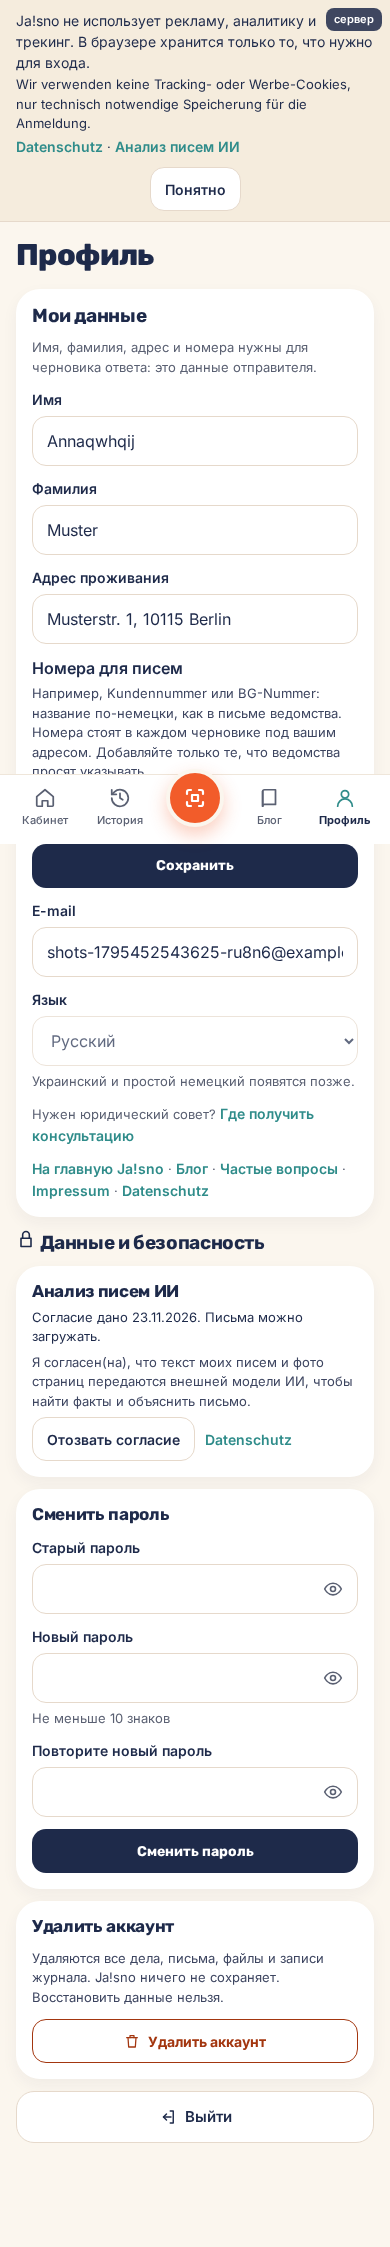 Ja!sno не использует рекламу, аналитику и
сервер
трекинг. В браузере хранится только то, что нужно
для входа.
Wir verwenden keine Tracking- oder Werbe-Cookies,
nur technisch notwendige Speicherung für die
Anmeldung.
Datenschutz · Анализ писем ИИ
Понятно
Профиль
Мои данные
Имя, фамилия, адрес и номера нужны для
черновика ответа: это данные отправителя.
Имя
Annaqwhqij
Фамилия
Muster
Адрес проживания
Musterstr. 1, 10115 Berlin
Номера для писем
Например, Kundennummer или BG-Nummer:
название по-немецки, как в письме ведомства.
Номера стоят в каждом черновике под вашим
адресом. Добавляйте только те, что ведомства
просят указывать.
Кабинет
История
Блог
Профиль
Сохранить
E-mail
shots-1795452543625-ru8n6@example
Язык
Русский
Украинский и простой немецкий появятся позже.
Нужен юридический совет? Где получить
консультацию
На главную Ja!sno · Блог · Частые вопросы ·
Impressum · Datenschutz
Данные и безопасность
Анализ писем ИИ
Согласие дано 23.11.2026. Письма можно
загружать.
Я согласен(на), что текст моих писем и фото
страниц передаются внешней модели ИИ, чтобы
найти факты и объяснить письмо.
Отозвать согласие
Datenschutz
Сменить пароль
Старый пароль
Новый пароль
Не меньше 10 знаков
Повторите новый пароль
Сменить пароль
Удалить аккаунт
Удаляются все дела, письма, файлы и записи
журнала. Ja!sno ничего не сохраняет.
Восстановить данные нельзя.
Удалить аккаунт
Выйти